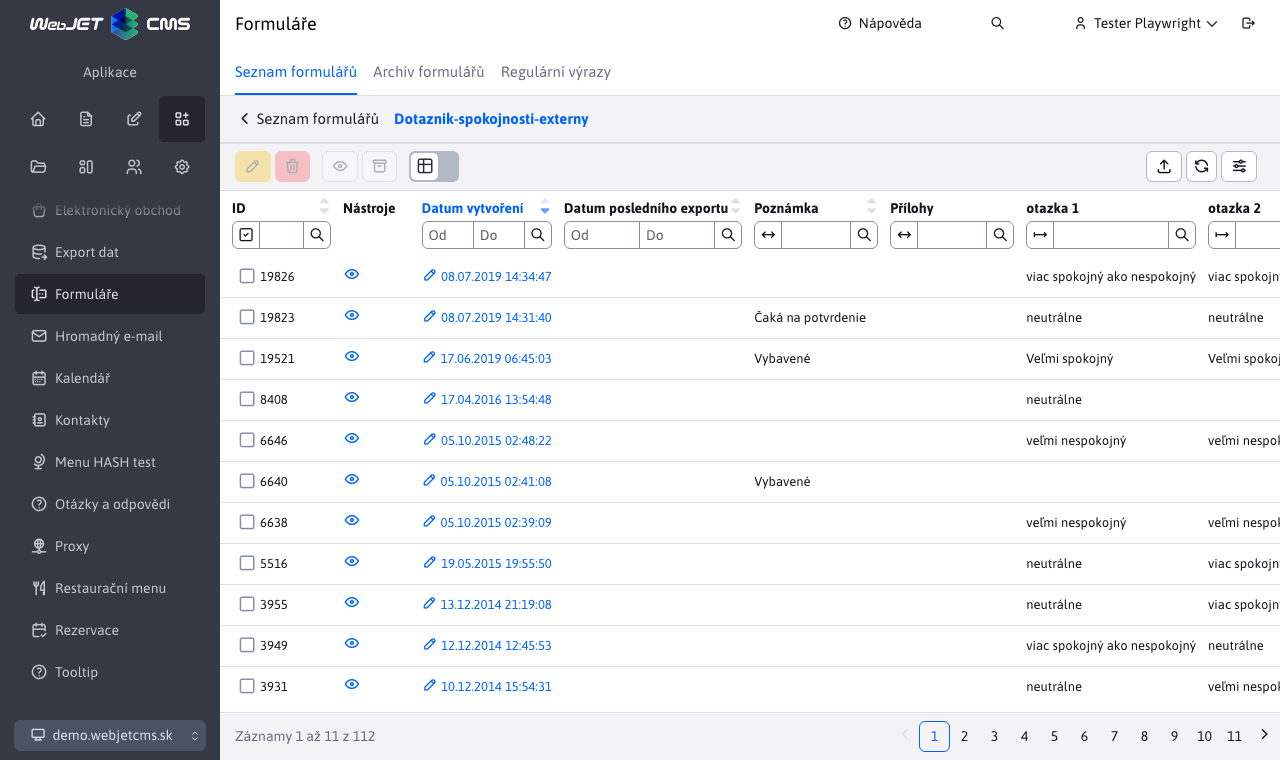 WebJET CMS
Formuláře
Nápověda
Tester Playwright
Aplikace
Seznam formulářů Archív formulářů Regulární výrazy
Seznam formulářů Dotaznik-spokojnosti-externy
Elektronický obchod
Export dat
Formuláře
Hromadný e-mail
Kalendář
Kontakty
Menu HASH test
Otázky a odpovědi
Proxy
Restaurační menu
Rezervace
Tooltip
demo.webjetcms.sk
ID Nástroje Datum vytvoření Datum posledního exportu Poznámka Přílohy otazka 1 otazka 2
Od Do Od Do
19826 08.07.2019 14:34:47 viac spokojný ako nespokojný viac spokojn
19823 08.07.2019 14:31:40 Čaká na potvrdenie neutrálne neutrálne
19521 17.06.2019 06:45:03 Vybavené Veľmi spokojný Veľmi spoko
8408 17.04.2016 13:54:48 neutrálne
6646 05.10.2015 02:48:22 veľmi nespokojný veľmi nespo
6640 05.10.2015 02:41:08 Vybavené
6638 05.10.2015 02:39:09 veľmi nespokojný veľmi nespo
5516 19.05.2015 19:55:50 neutrálne viac spokojn
3955 13.12.2014 21:19:08 neutrálne viac spokojn
3949 12.12.2014 12:45:53 viac spokojný ako nespokojný neutrálne
3931 10.12.2014 15:54:31 neutrálne veľmi nespo
Záznamy 1 až 11 z 112
1 2 3 4 5 6 7 8 9 10 11